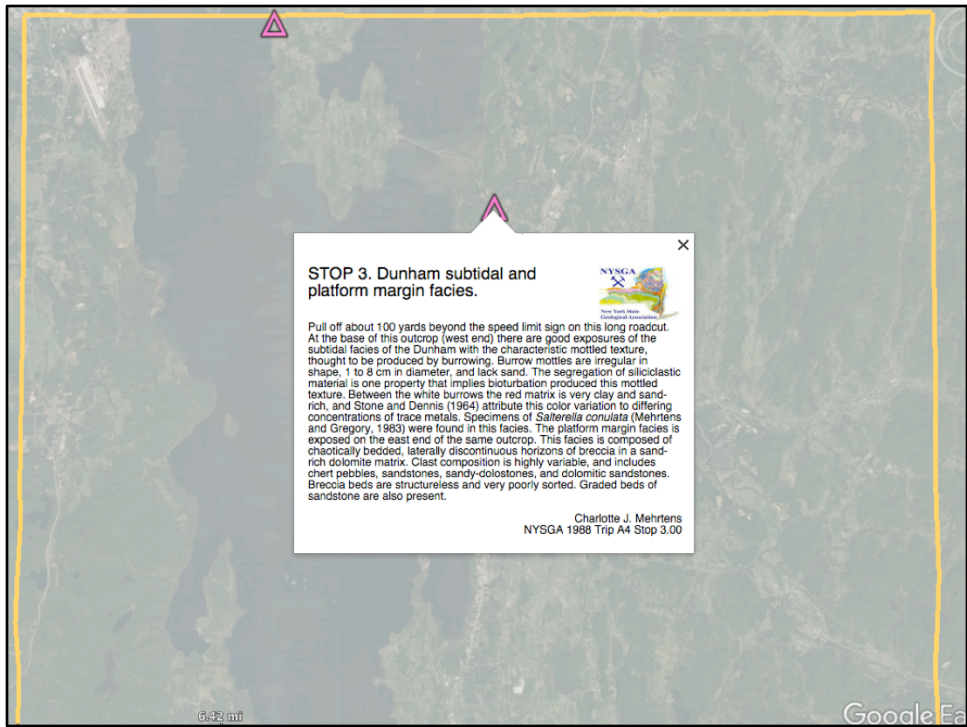 STOP 3. Dunham subtidal and
platform margin facies.
NYSGA
New York State
Geological Association
Pull off about 100 yards beyond the speed limit sign on this long roadcut.
At the base of this outcrop (west end) there are good exposures of the
subtidal facies of the Dunham with the characteristic mottled texture,
thought to be produced by burrowing. Burrow mottles are irregular in
shape, 1 to 8 cm in diameter, and lack sand. The segregation of siliciclastic
material is one property that implies bioturbation produced this mottled
texture. Between the white burrows the red matrix is very clay and sand-
rich, and Stone and Dennis (1964) attribute this color variation to differing
concentrations of trace metals. Specimens of Salterella conulata (Mehrtens
and Gregory, 1983) were found in this facies. The platform margin facies is
exposed on the east end of the same outcrop. This facies is composed of
chaotically bedded, laterally discontinuous horizons of breccia in a sand-
rich dolomite matrix. Clast composition is highly variable, and includes
chert pebbles, sandstones, sandy-dolostones, and dolomitic sandstones.
Breccia beds are structureless and very poorly sorted. Graded beds of
sandstone are also present.
Charlotte J. Mehrtens
NYSGA 1988 Trip A4 Stop 3.00
6.42 mi
Google Ea